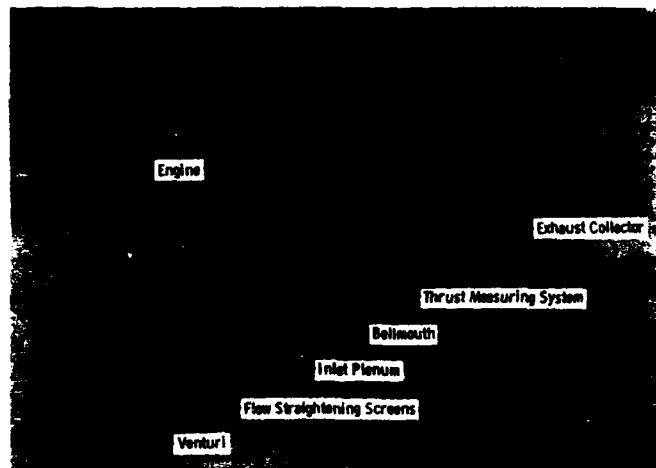 Engine
Exhaust Collector
Thrust Measuring System
Bellmouth
Inlet Plenum
Flow Straightening Screens
Venturi